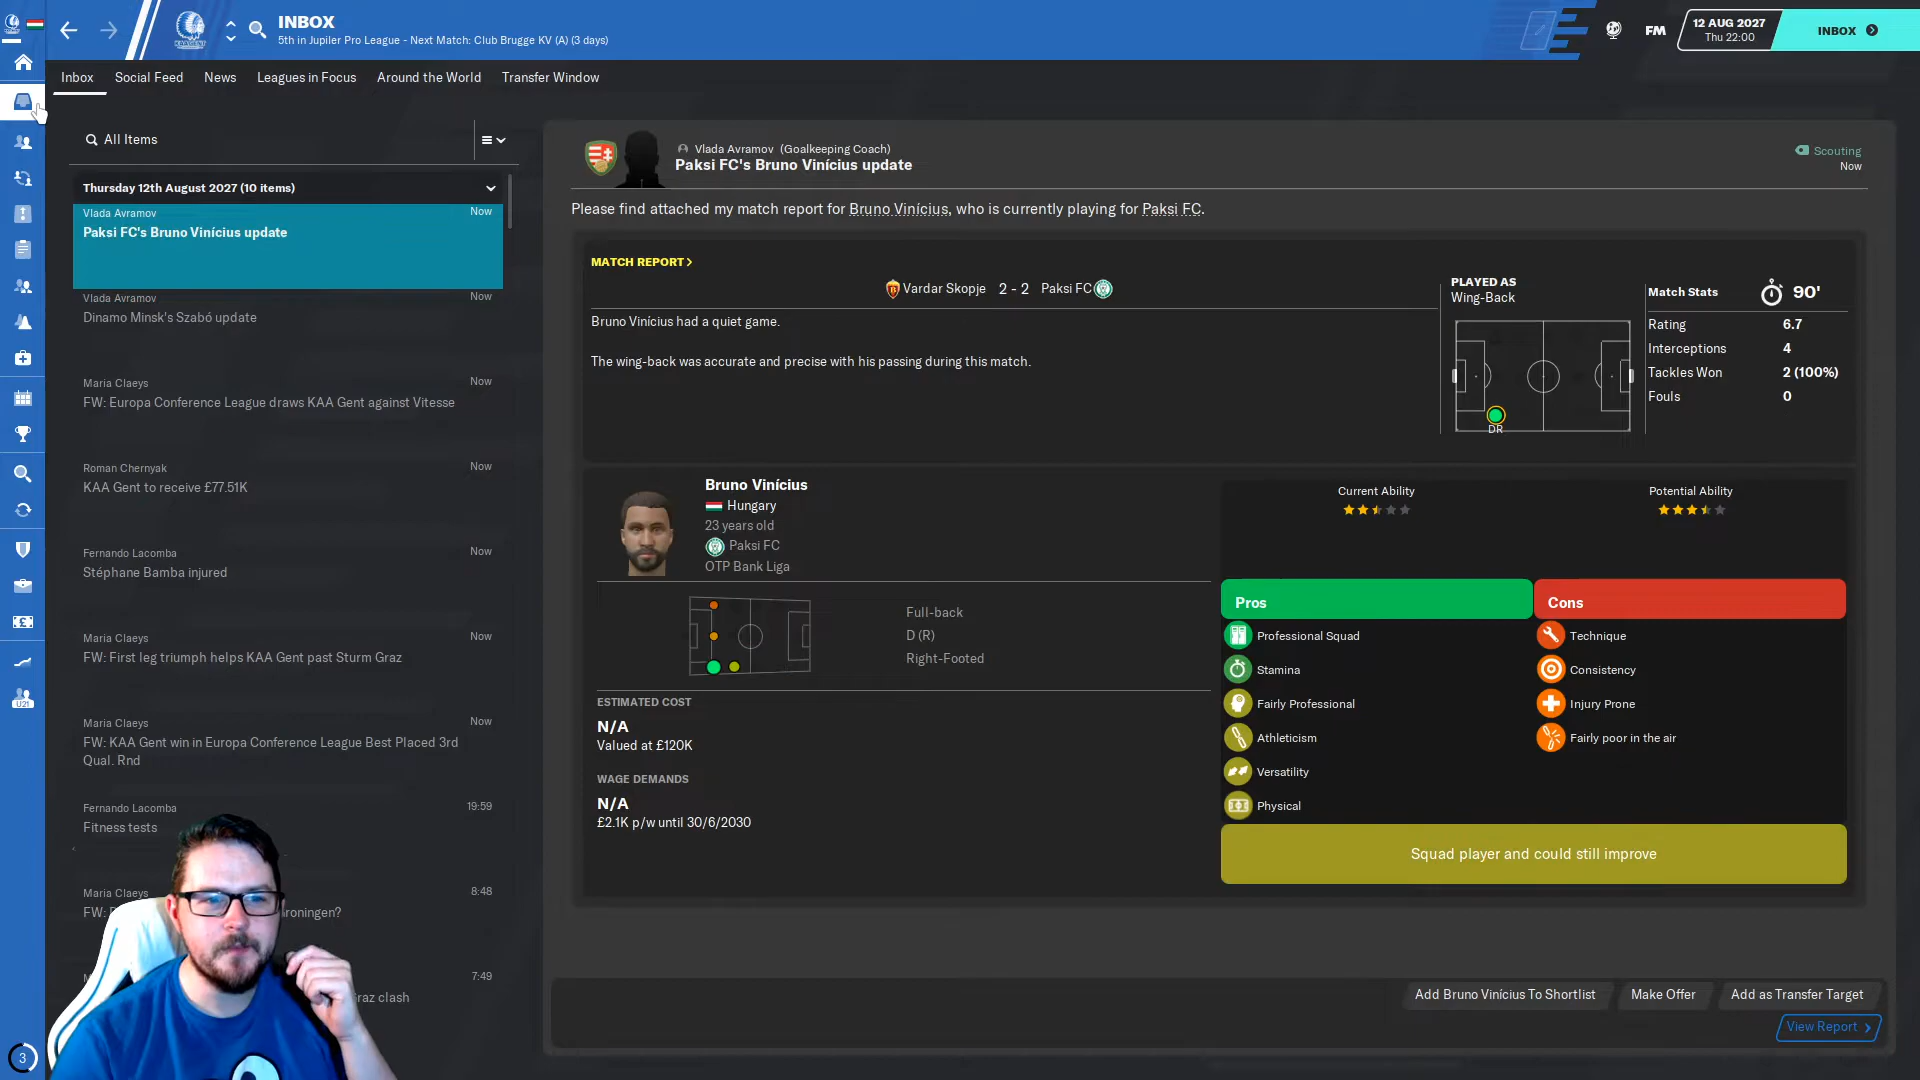 INBOX
5th in Jupiler Pro League - Next Match: Club Brugge KV (A) (3 days)
FM
12 AUG 2027
Thu 22:00
INBOX
Inbox Social Feed News Leagues in Focus Around the World Transfer Window
All Items
Thursday 12th August 2027 (10 items)
Vlada Avramov Now
Paksi FC's Bruno Vinícius update
Vlada Avramov Now
Dinamo Minsk's Szabó update
Maria Claeys Now
FW: Europa Conference League draws KAA Gent against Vitesse
Roman Chernyak Now
KAA Gent to receive £77.51K
Fernando Lacomba Now
Stéphane Bamba injured
Maria Claeys Now
FW: First leg triumph helps KAA Gent past Sturm Graz
Maria Claeys Now
FW: KAA Gent win in Europa Conference League Best Placed 3rd
Qual. Rnd
Fernando Lacomba 19:59
Fitness tests
Maria Claeys 8:48
FW:
7:49
clash
U21
3
Vlada Avramov (Goalkeeping Coach)
Paksi FC's Bruno Vinícius update
Scouting
Now
Please find attached my match report for Bruno Vinícius, who is currently playing for Paksi FC.
MATCH REPORT
Vardar Skopje 2 - 2 Paksi FC
Bruno Vinícius had a quiet game.
The wing-back was accurate and precise with his passing during this match.
PLAYED AS
Wing-Back
DR
Match Stats 90'
Rating 6.7
Interceptions 4
Tackles Won 2 (100%)
Fouls 0
Bruno Vinícius
Hungary
23 years old
Paksi FC
OTP Bank Liga
Full-back
D (R)
Right-Footed
ESTIMATED COST
N/A
Valued at £120K
WAGE DEMANDS
N/A
£2.1K p/w until 30/6/2030
Current Ability
Potential Ability
Pros
Professional Squad
Stamina
Fairly Professional
Athleticism
Versatility
Physical
Cons
Technique
Consistency
Injury Prone
Fairly poor in the air
Squad player and could still improve
Add Bruno Vinícius To Shortlist
Make Offer
Add as Transfer Target
View Report